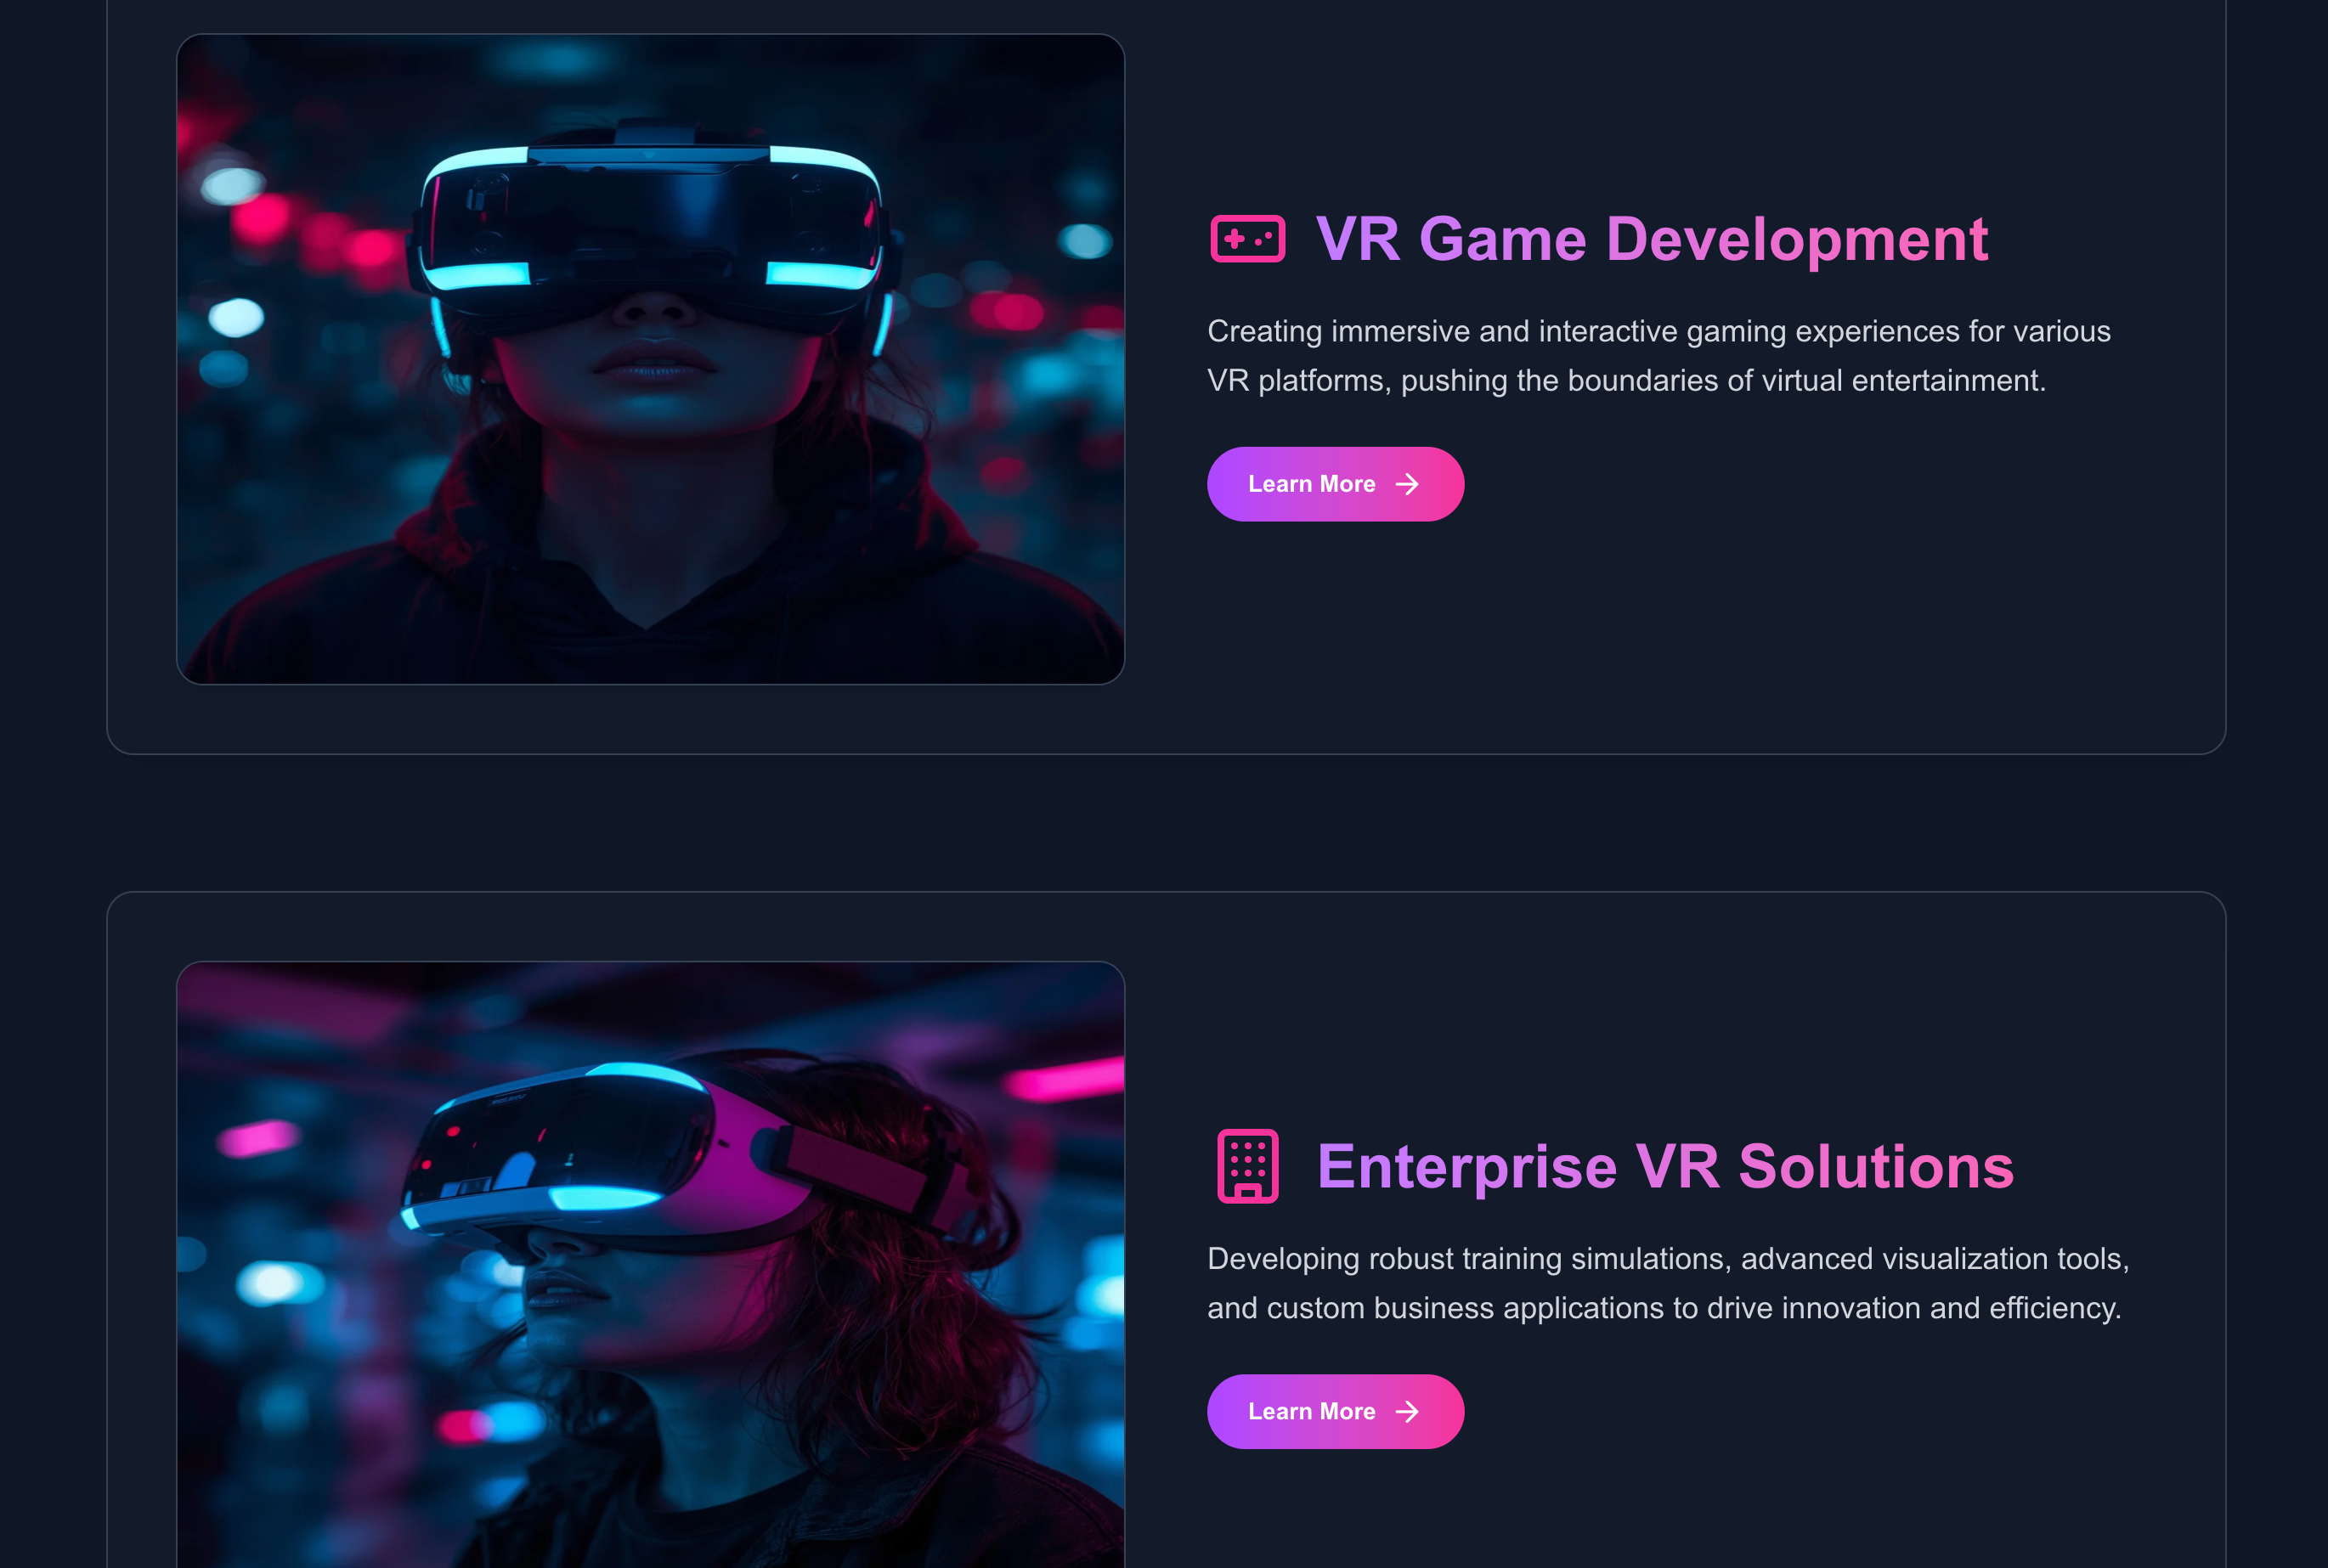 VR Game Development
Creating immersive and interactive gaming experiences for various
VR platforms, pushing the boundaries of virtual entertainment.
Learn More
Enterprise VR Solutions
Developing robust training simulations, advanced visualization tools,
and custom business applications to drive innovation and efficiency.
Learn More